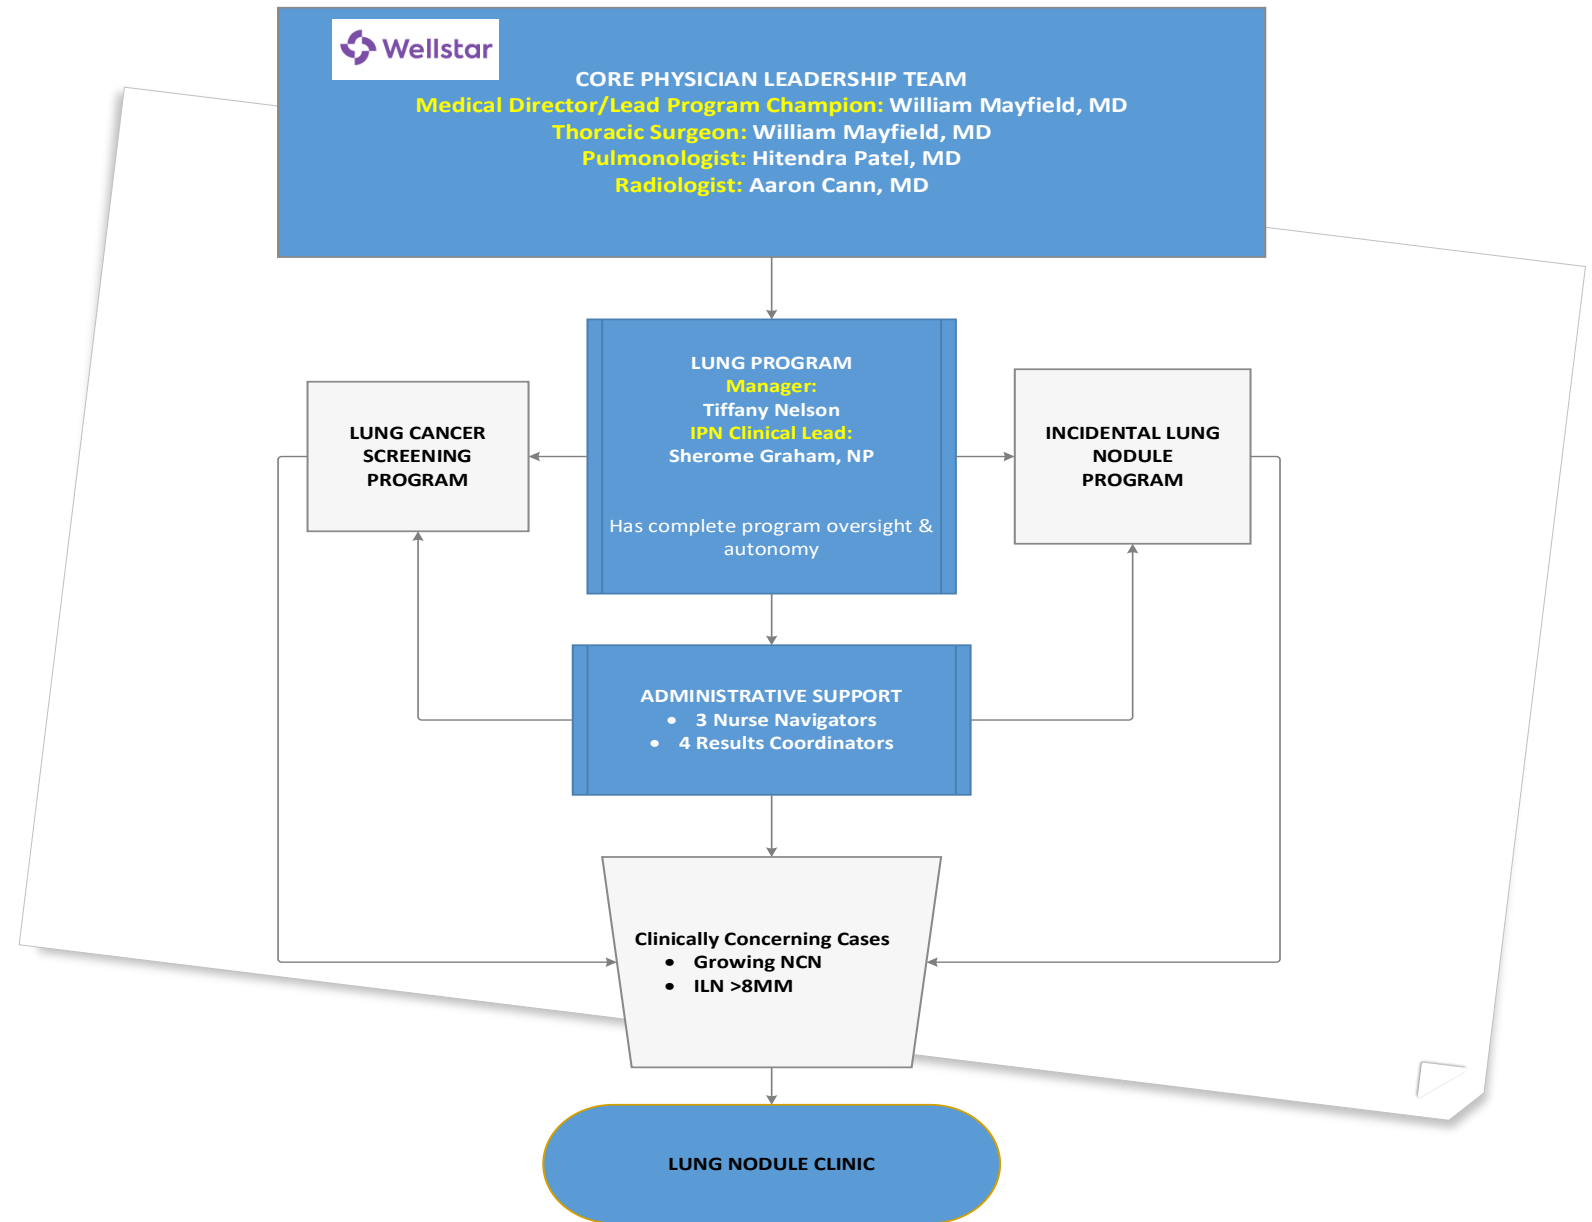 Wellstar
CORE PHYSICIAN LEADERSHIP TEAM
Medical Director/Lead Program Champion: William Mayfield, MD
Thoracic Surgeon: William Mayfield, MD
Pulmonologist: Hitendra Patel, MD
Radiologist: Aaron Cann, MD
LUNG PROGRAM
Manager:
Tiffany Nelson
IPN Clinical Lead:
Sherome Graham, NP
Has complete program oversight &
autonomy
LUNG CANCER
SCREENING
PROGRAM
INCIDENTAL LUNG
NODULE
PROGRAM
ADMINISTRATIVE SUPPORT
• 3 Nurse Navigators
• 4 Results Coordinators
Clinically Concerning Cases
• Growing NCN
• ILN >8MM
LUNG NODULE CLINIC